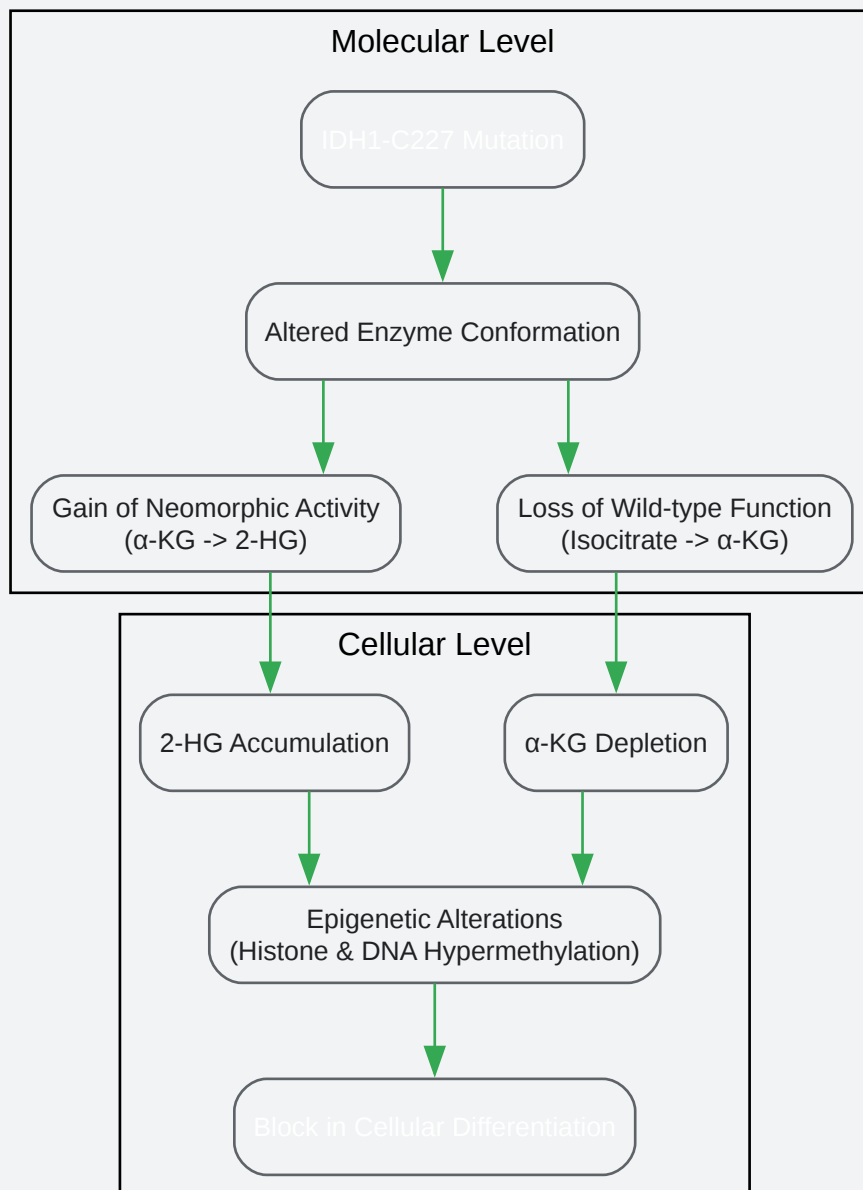 Molecular Level
IDH1-C227 Mutation
Altered Enzyme Conformation
Gain of Neomorphic Activity
(α-KG -> 2-HG)
Loss of Wild-type Function
(Isocitrate -> α-KG)
Cellular Level
2-HG Accumulation
α-KG Depletion
Epigenetic Alterations
(Histone & DNA Hypermethylation)
Block in Cellular Differentiation